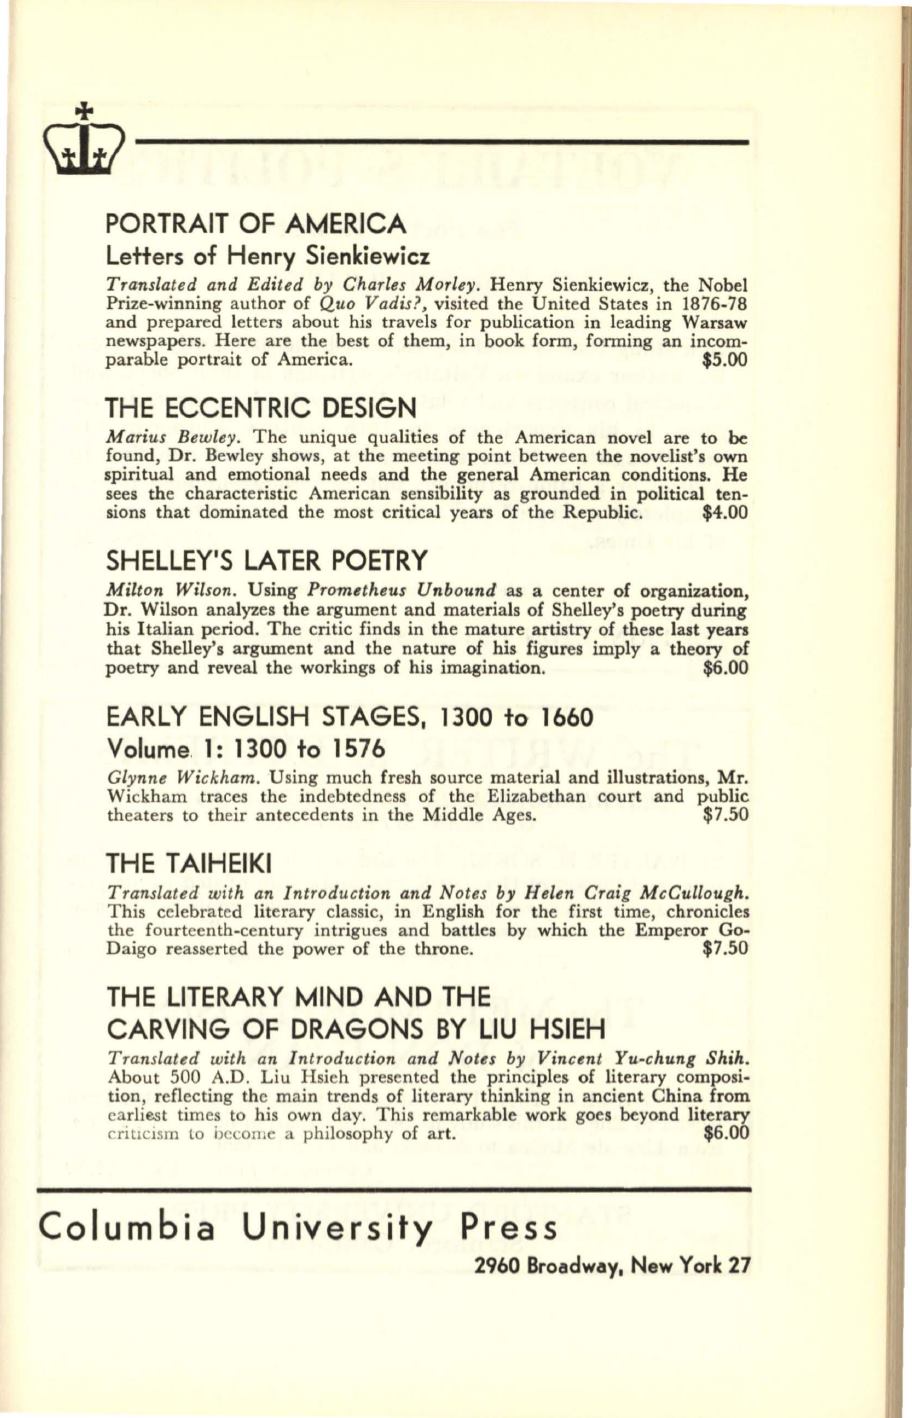 PORTRAIT OF AMERICA
Letters of Henry Sienkiewicz
Translated and Edited by Charles Morley. Henry Sienkiewicz, the Nobel
Prize-winning author of Quo Vadis?, visited the United States in 1876-78
and prepared letters about his travels for publication in leading Warsaw
newspapers. Here are the best of them, in book form, forming an incom-
parable portrait of America. $5.00
THE ECCENTRIC DESIGN
Marius Bewley. The unique qualities of the American novel are to be
found, Dr. Bewley shows, at the meeting point between the novelist's own
spiritual and emotional needs and the general American conditions. He
sees the characteristic American sensibility as grounded in political ten-
sions that dominated the most critical years of the Republic. $4.00
SHELLEY'S LATER POETRY
Milton Wilson. Using Prometheus Unbound as a center of organization,
Dr. Wilson analyzes the argument and materials of Shelley's poetry during
his Italian period. The critic finds in the mature artistry of these last years
that Shelley's argument and the nature of his figures imply a theory of
poetry and reveal the workings of his imagination. $6.00
EARLY ENGLISH STAGES, 1300 to 1660
Volume 1: 1300 to 1576
Glynne Wickham. Using much fresh source material and illustrations, Mr.
Wickham traces the indebtedness of the Elizabethan court and public
theaters to their antecedents in the Middle Ages. $7.50
THE TAIHEIKI
Translated with an Introduction and Notes by Helen Craig McCullough.
This celebrated literary classic, in English for the first time, chronicles
the fourteenth-century intrigues and battles by which the Emperor Go-
Daigo reasserted the power of the throne. $7.50
THE LITERARY MIND AND THE
CARVING OF DRAGONS BY LIU HSIEH
Translated with an Introduction and Notes by Vincent Yu-chung Shih.
About 500 A.D. Liu Hsieh presented the principles of literary composi-
tion, reflecting the main trends of literary thinking in ancient China from
earliest times to his own day. This remarkable work goes beyond literary
criticism to become a philosophy of art. $6.00
Columbia University Press
2960 Broadway, New York 27